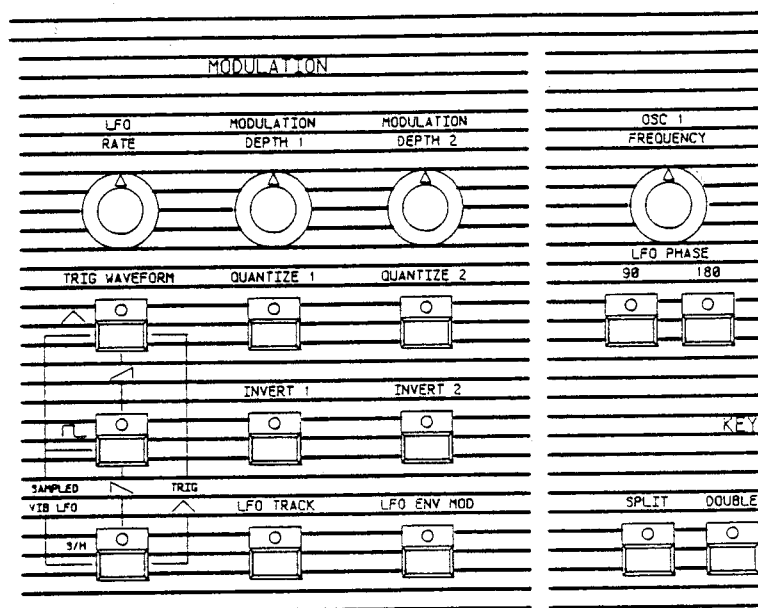 MODULATION
LFO
RATE
MODULATION
DEPTH 1
MODULATION
DEPTH 2
OSC 1
FREQUENCY
LFO PHASE
90 180
TRIG WAVEFORM
QUANTIZE 1
QUANTIZE 2
INVERT 1
INVERT 2
KEY
SAMPLED
VIB LFO
TRIG
S/H
LFO TRACK
LFO ENV MOD
SPLIT
DOUBLE